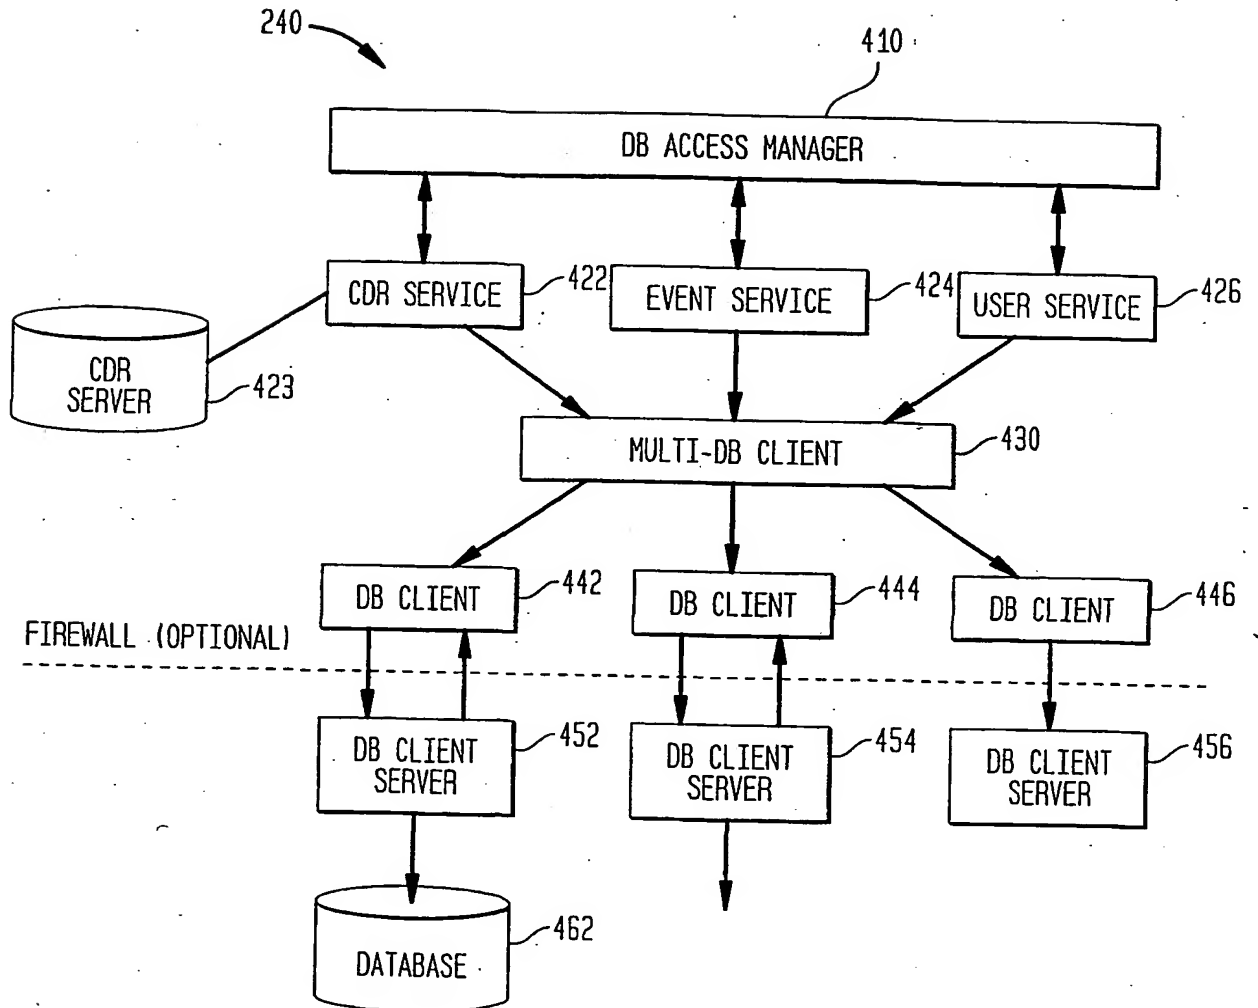 240
410
DB ACCESS MANAGER
CDR SERVICE
422
EVENT SERVICE
424
USER SERVICE
426
CDR
SERVER
423
MULTI-DB CLIENT
430
DB CLIENT
442
DB CLIENT
444
DB CLIENT
446
FIREWALL (OPTIONAL)
DB CLIENT
SERVER
452
DB CLIENT
SERVER
454
DB CLIENT
SERVER
456
DATABASE
462